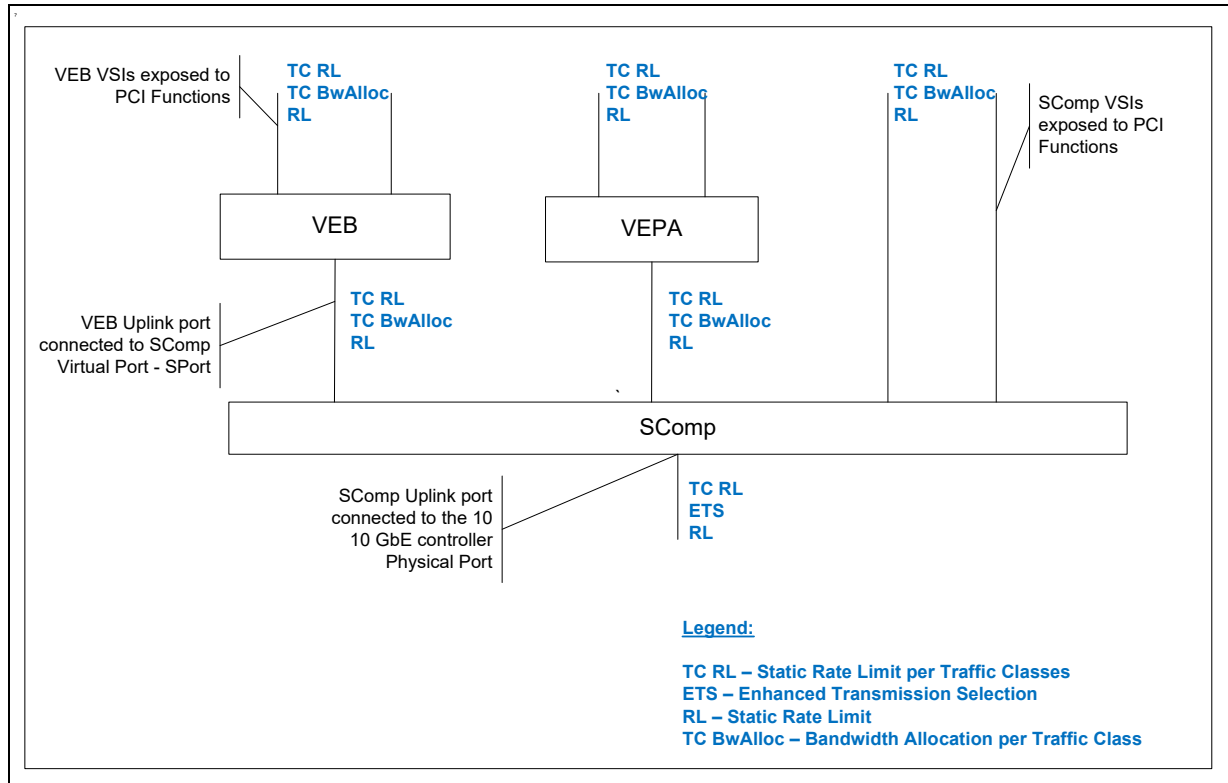 VEB VSIs exposed to
PCI Functions
TC RL
TC BwAlloc
RL
TC RL
TC BwAlloc
RL
TC RL
TC BwAlloc
RL
SComp VSIs
exposed to PCI
Functions
VEB
VEPA
VEB Uplink port
connected to SComp
Virtual Port - SPort
TC RL
TC BwAlloc
RL
TC RL
TC BwAlloc
RL
SComp
SComp Uplink port
connected to the 10
10 GbE controller
Physical Port
TC RL
ETS
RL
Legend:
TC RL – Static Rate Limit per Traffic Classes
ETS – Enhanced Transmission Selection
RL – Static Rate Limit
TC BwAlloc – Bandwidth Allocation per Traffic Class